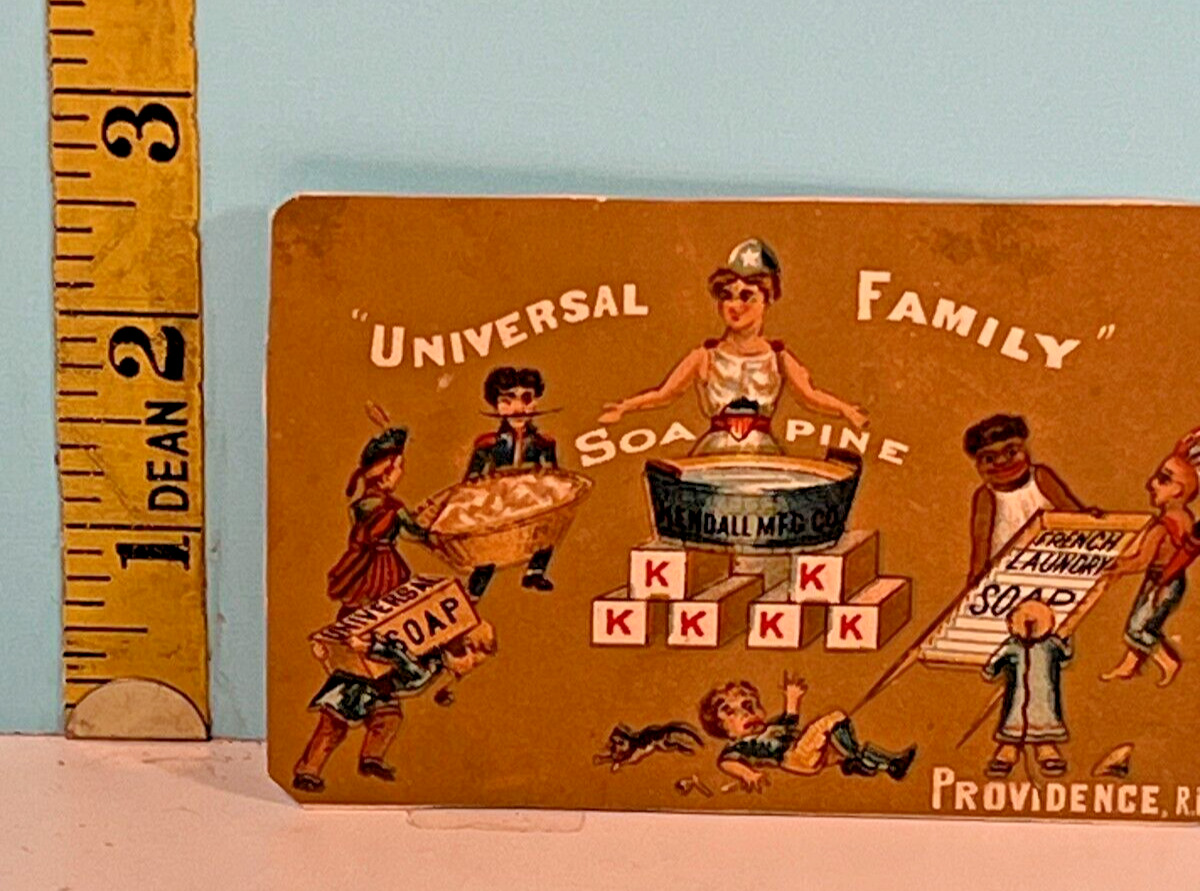 3
2
DEAN
1
"UNIVERSAL FAMILY"
SOAPINE
KENDALL MFG CO.
K K
K K K K
UNIVERSAL
SOAP
FRENCH
LAUNDRY
SOAP
PROVIDENCE, R.I